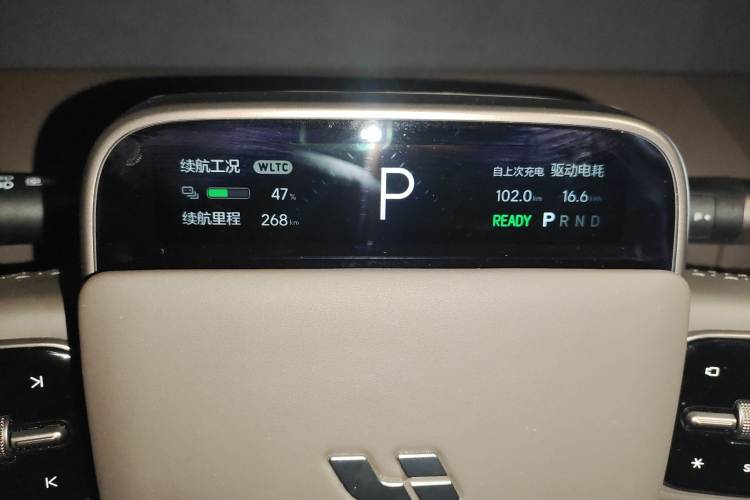 续航工况 WLTC
47%
续航里程 268km
P
自上次充电 驱动电耗
102.0km 16.6kWh
READY P R N D